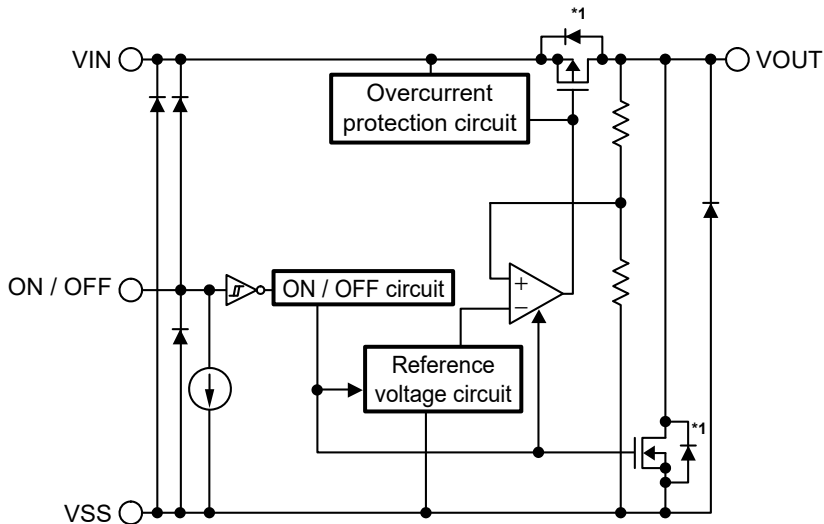 *1
VIN
VOUT
Overcurrent
protection circuit
ON / OFF
ON / OFF circuit
+
−
Reference
voltage circuit
*1
VSS